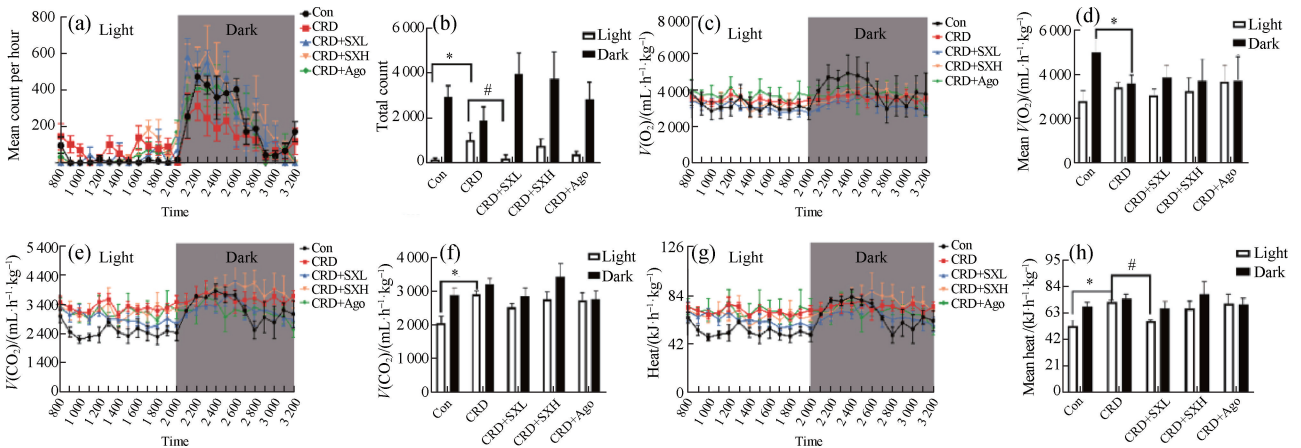 (a)
Light
Dark
Con
CRD
CRD+SXL
CRD+SXH
CRD+Ago
Mean count per hour
800
600
400
200
800
1 000
1 200
1 400
1 600
1 800
2 000
2 200
2 400
2 600
2 800
3 000
3 200
Time
(b)
Light
Dark
*
#
Total count
6 000
4 000
2 000
0
Con
CRD
CRD+SXL
CRD+SXH
CRD+Ago
(c)
Light
Dark
Con
CRD
CRD+SXL
CRD+SXH
CRD+Ago
V(O₂)/(mL·h⁻¹·kg⁻¹)
8 000
6 000
4 000
2 000
0
800
1 000
1 200
1 400
1 600
1 800
2 000
2 200
2 400
2 600
2 800
3 000
3 200
Time
(d)
Light
Dark
*
Mean V(O₂)/(mL·h⁻¹·kg⁻¹)
6 000
4 000
2 000
0
Con
CRD
CRD+SXL
CRD+SXH
CRD+Ago
(e)
Light
Dark
Con
CRD
CRD+SXL
CRD+SXH
CRD+Ago
V(CO₂)/(mL·h⁻¹·kg⁻¹)
5 400
4 400
3 400
2 400
1 400
0
800
1 000
1 200
1 400
1 600
1 800
2 000
2 200
2 400
2 600
2 800
3 000
3 200
Time
(f)
Light
Dark
*
V(CO₂)/(mL·h⁻¹·kg⁻¹)
4 000
3 000
2 000
1 000
0
Con
CRD
CRD+SXL
CRD+SXH
CRD+Ago
(g)
Light
Dark
Con
CRD
CRD+SXL
CRD+SXH
CRD+Ago
Heat/(kJ·h⁻¹·kg⁻¹)
126
84
42
0
800
1 000
1 200
1 400
1 600
1 800
2 000
2 200
2 400
2 600
2 800
3 000
3 200
Time
(h)
Light
Dark
*
#
Mean heat/(kJ·h⁻¹·kg⁻¹)
105
84
63
42
21
0
Con
CRD
CRD+SXL
CRD+SXH
CRD+Ago